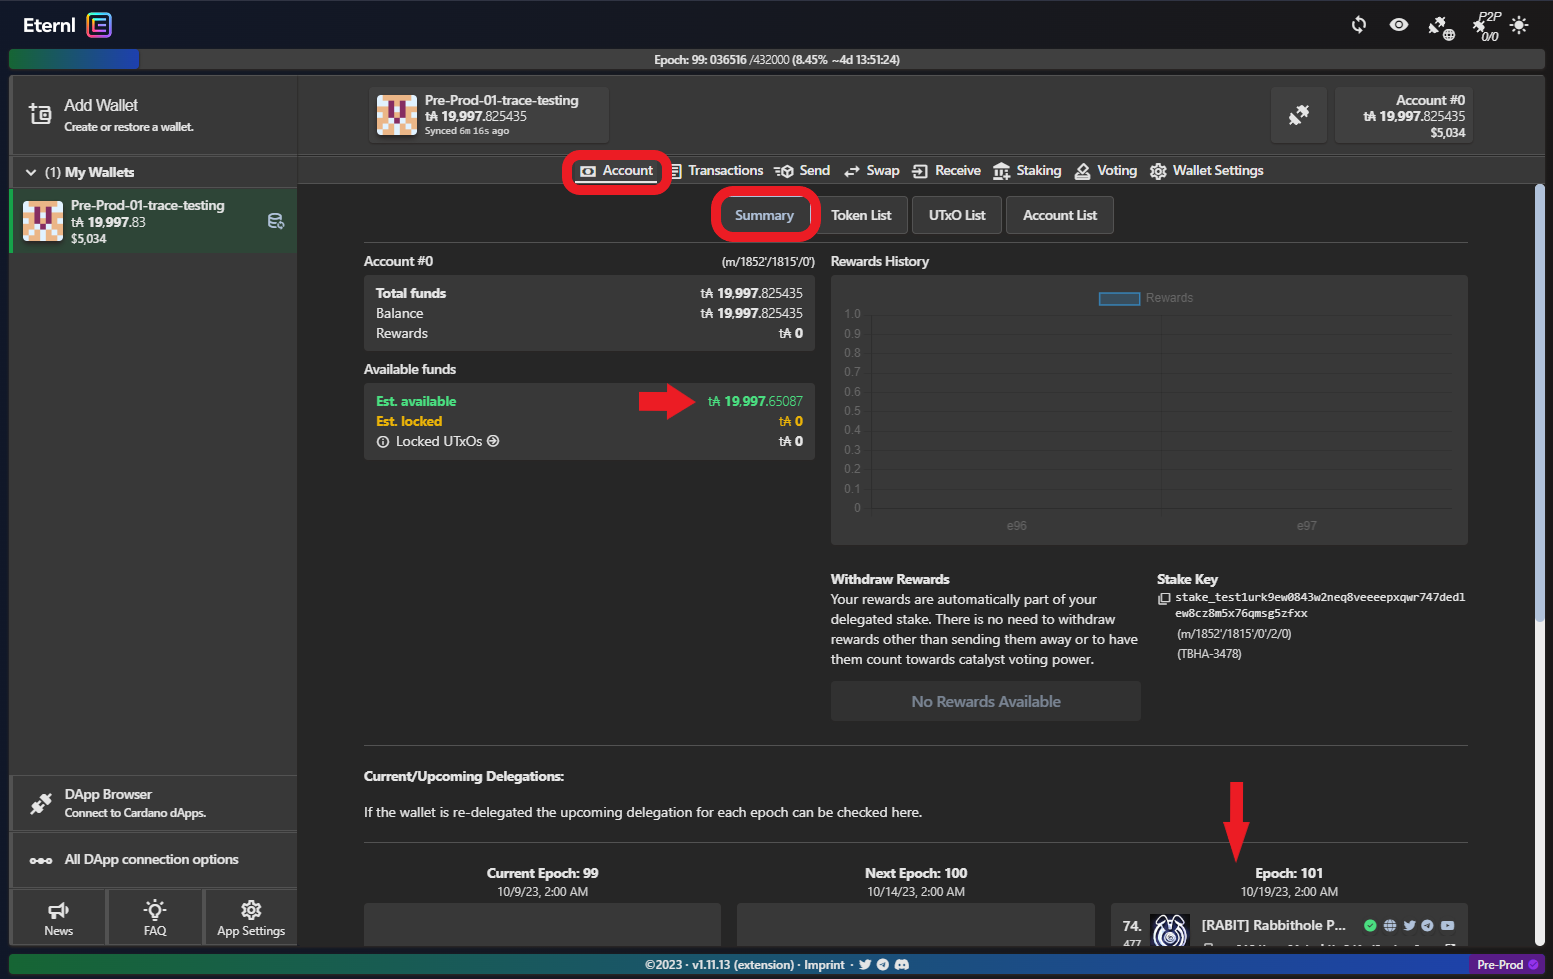 Eternl
P2P
0/0
Epoch: 99: 036516 /432000 (8.45% ~4d 13:51:24)
Add Wallet
Create or restore a wallet.
(1) My Wallets
Pre-Prod-01-trace-testing
t₳ 19,997.83
$5,034
Pre-Prod-01-trace-testing
t₳ 19,997.825435
Synced 6m 16s ago
Account #0
t₳ 19,997.825435
$5,034
Account Transactions Send Swap Receive Staking Voting Wallet Settings
Summary Token List UTxO List Account List
Account #0 (m/1852'/1815'/0')
Total funds t₳ 19,997.825435
Balance t₳ 19,997.825435
Rewards t₳ 0
Available funds
Est. available t₳ 19,997.65087
Est. locked t₳ 0
Locked UTxOs t₳ 0
Rewards History
Rewards
1.0
0.9
0.8
0.7
0.6
0.5
0.4
0.3
0.2
0.1
0
e96 e97
Withdraw Rewards
Your rewards are automatically part of your
delegated stake. There is no need to withdraw
rewards other than sending them away or to have
them count towards catalyst voting power.
No Rewards Available
Stake Key
stake_test1urk9ew0843w2neq8veeeepxqwr747dedl
ew8cz8m5x76qmsg5zfxx
(m/1852'/1815'/0'/2/0)
(TBHA-3478)
Current/Upcoming Delegations:
If the wallet is re-delegated the upcoming delegation for each epoch can be checked here.
Current Epoch: 99
10/9/23, 2:00 AM
Next Epoch: 100
10/14/23, 2:00 AM
Epoch: 101
10/19/23, 2:00 AM
74. [RABIT] Rabbithole P...
477
DApp Browser
Connect to Cardano dApps.
All DApp connection options
News
FAQ
App Settings
©2023 · v1.11.13 (extension) · Imprint ·
Pre-Prod